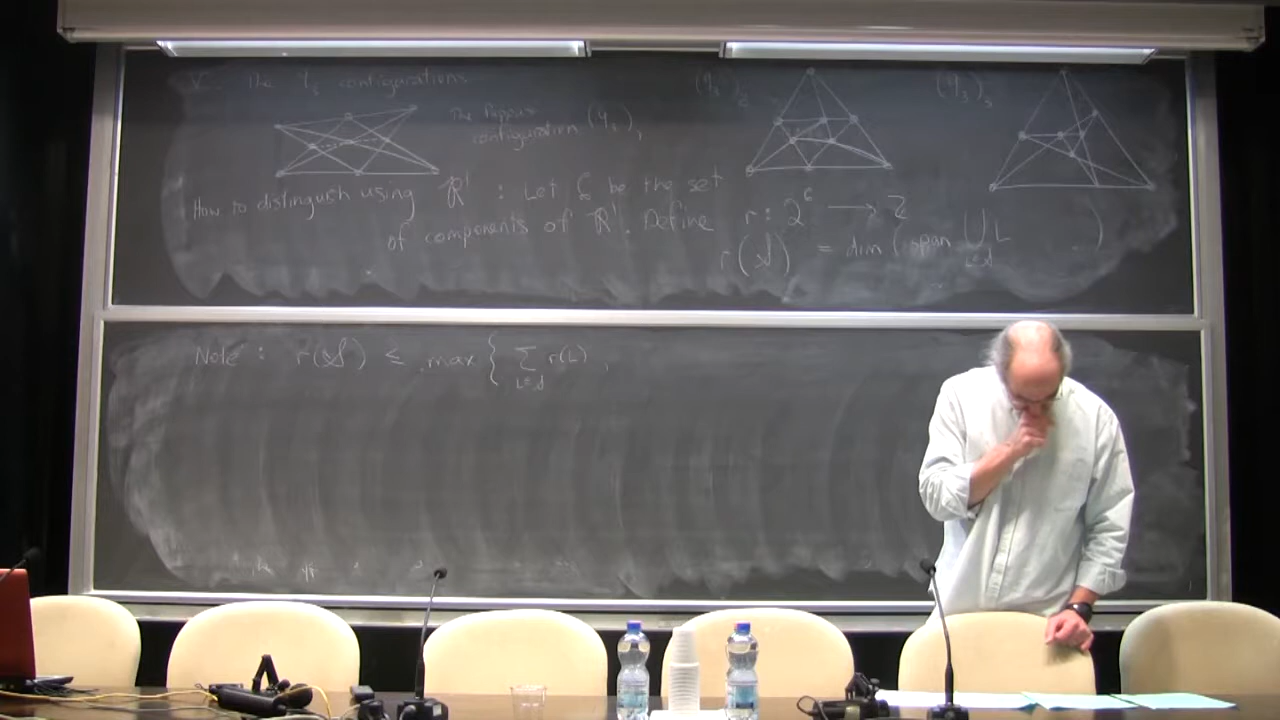 V. The 9₃ configurations
The Pappus
configuration (9₃)₁
(9₃)₂
(9₃)₃
How to distinguish using R¹ : Let C be the set
of components of R¹. Define r : 2^C → Z
r(S) = dim ( span ⋃ L )
L∈S
Note : r(S) ≤ max { ∑ r(L) ,
L∈S